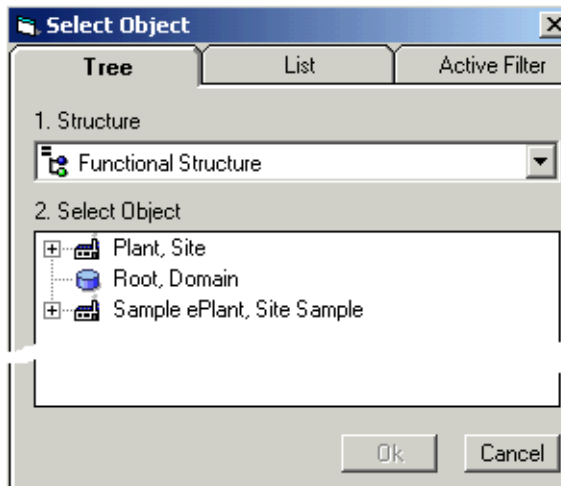 Select Object
Tree List Active Filter
1. Structure
Functional Structure
2. Select Object
Plant, Site
Root, Domain
Sample ePlant, Site Sample
Ok Cancel